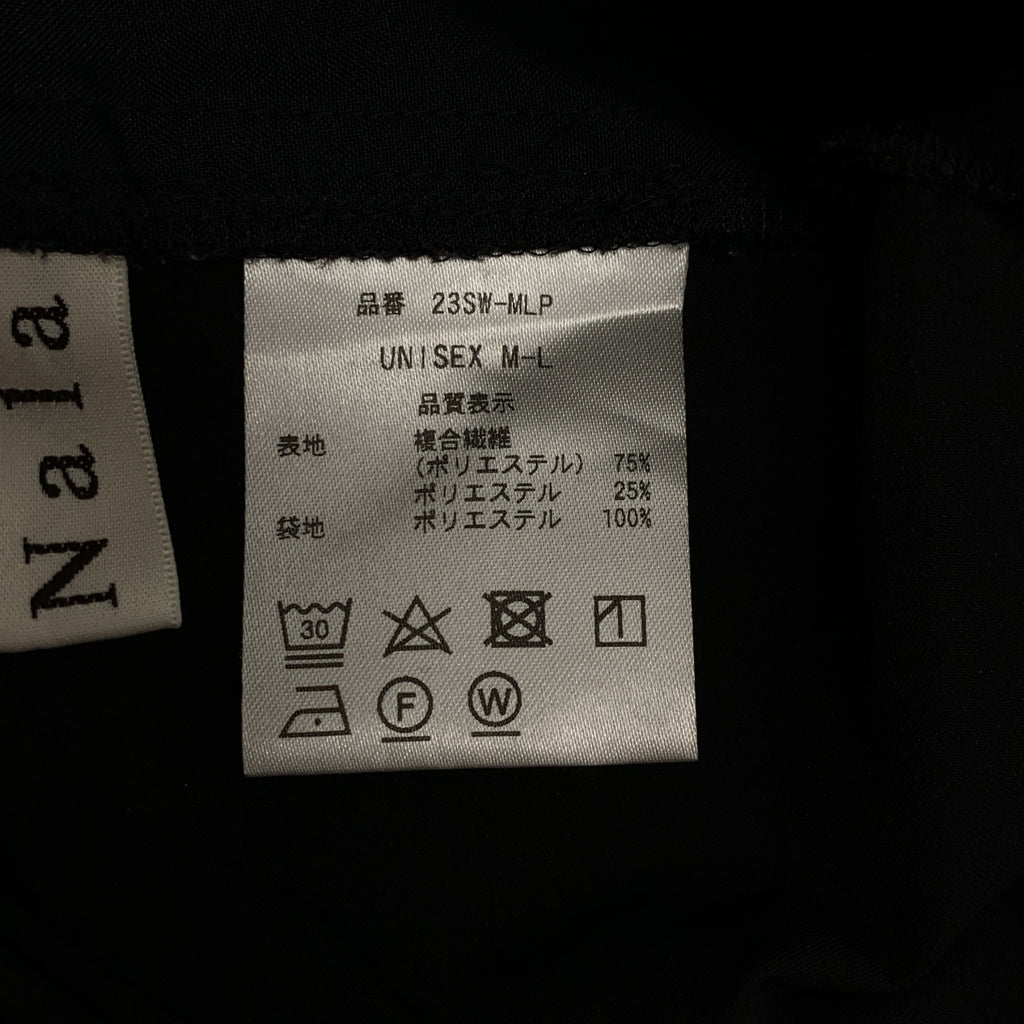 Nala
品番 23SW-MLP
UNISEX M-L
品質表示
表地 複合繊維
(ポリエステル) 75%
ポリエステル 25%
袋地 ポリエステル 100%
30
F
W